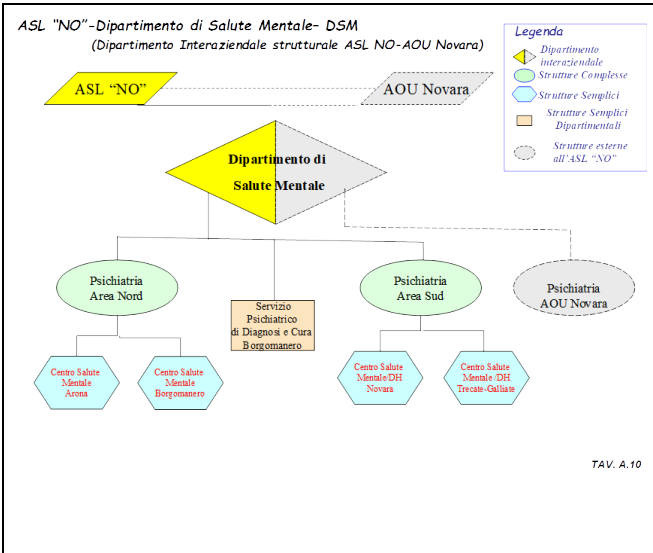 ASL “NO”-Dipartimento di Salute Mentale- DSM
(Dipartimento Interaziendale strutturale ASL NO-AOU Novara)
Legenda
Dipartimento
interaziendale
Strutture Complesse
Strutture Semplici
Strutture Semplici
Dipartimentali
Strutture esterne
all'ASL “NO”
ASL “NO”
AOU Novara
Dipartimento di
Salute Mentale
Psichiatria
Area Nord
Servizio
Psichiatrico
di Diagnosi e Cura
Borgomanero
Psichiatria
Area Sud
Psichiatria
AOU Novara
Centro Salute
Mentale
Arona
Centro Salute
Mentale
Borgomanero
Centro Salute
Mentale/DH
Novara
Centro Salute
Mentale /DH
Trecate-Galliate
TAV. A.10